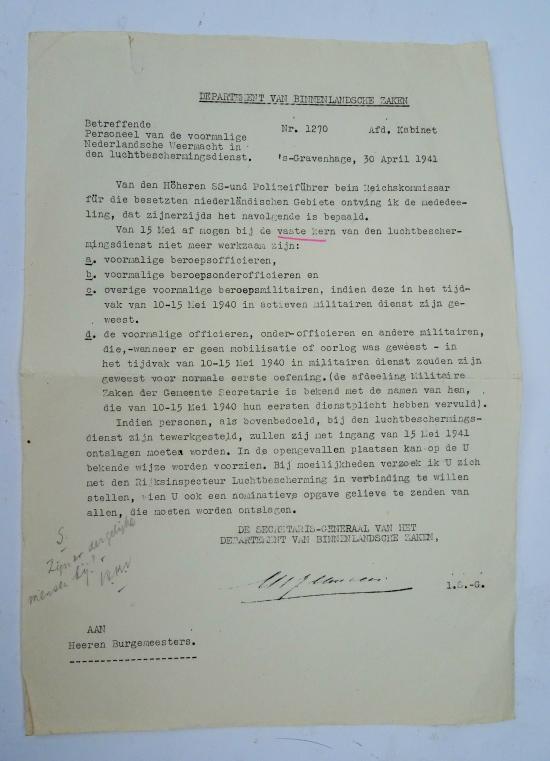 DEPARTEMENT VAN BINNENLANDSCHE ZAKEN
Betreffende
Personeel van de voormalige
Nederlandsche Weermacht in
den luchtbeschermingsdienst.
Nr. 1270 Afd. Kabinet
's-Gravenhage, 30 April 1941
Van den Höheren SS-und Polizeiführer beim Reichskommissar
für die besetzten niederländischen Gebiete ontving ik de mededee-
ling, dat zijnerzijds het navolgende is bepaald.
Van 15 Mei af mogen bij de vaste kern van den luchtbescher-
mingsdienst niet meer werkzaam zijn:
a. voormalige beroepsofficieren,
b. voormalige beroepsonderofficieren en
c. overige voormalige beroepsmilitairen, indien deze in het tijd-
vak van 10-15 Mei 1940 in actieven militairen dienst zijn ge-
weest.
d. de voormalige officieren, onder-officieren en andere militairen,
die,-wanneer er geen mobilisatie of oorlog was geweest - in
het tijdvak van 10-15 Mei 1940 in militairen dienst zouden zijn
geweest voor normale eerste oefening.(de afdeeling Militaire
Zaken der Gemeente Secretarie is bekend met de namen van hen,
die van 10-15 Mei 1940 hun eersten dienstplicht hebben vervuld).
Indien personen, als bovenbedoeld, bij den luchtbeschermings-
dienst zijn tewerkgesteld, zullen zij met ingang van 15 Mei 1941
ontslagen moeten worden. In de opengevallen plaatsen kan op de U
bekende wijze worden voorzien. Bij moeilijkheden verzoek ik U zich
met den Rijksinspecteur Luchtbescherming in verbinding te willen
stellen, wien U ook een nominatieve opgave gelieve te zenden van
allen, die moeten worden ontslagen.
DE SECRETARIS-GENERAAL VAN HET
DEPARTEMENT VAN BINNENLANDSCHE ZAKEN,
l.S.-G.
S.
Zijn er dergelijke
menschen bij?
AAN
Heeren Burgemeesters.